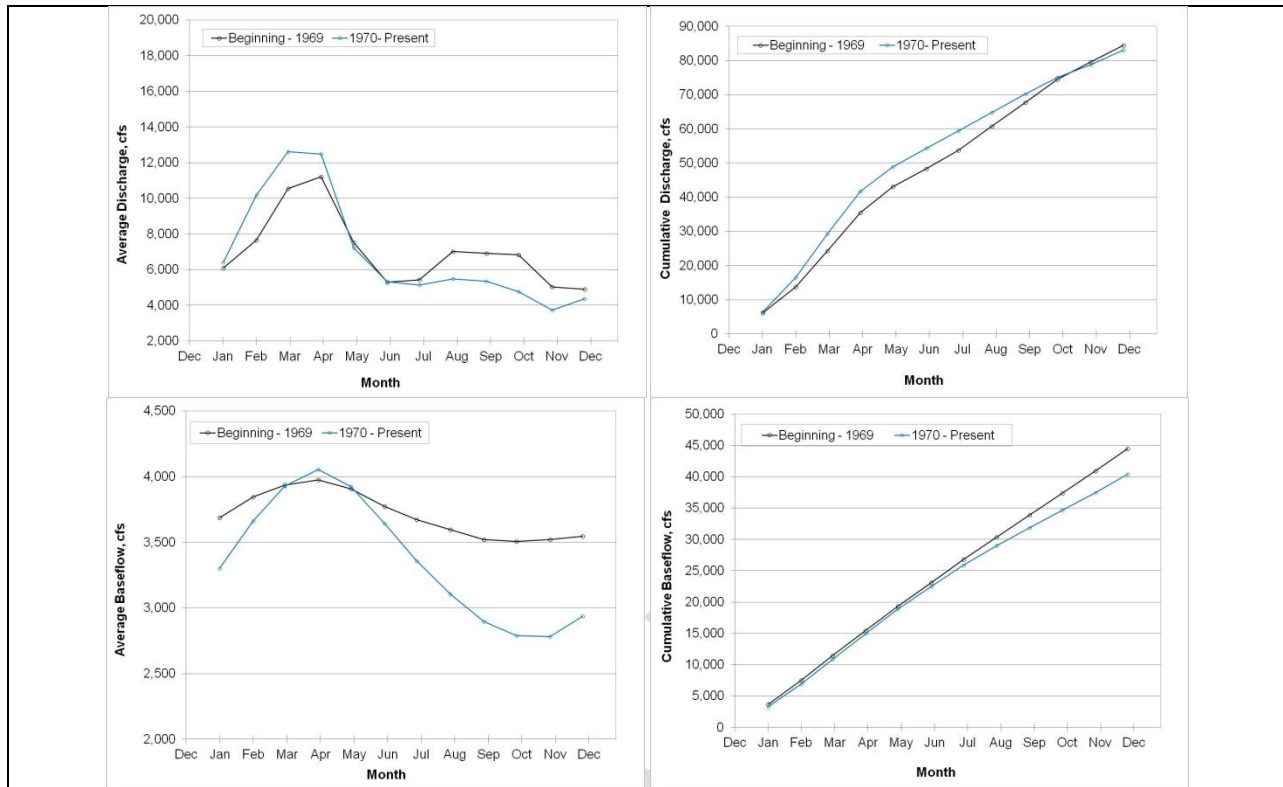 20,000
18,000
16,000
14,000
12,000
10,000
8,000
6,000
4,000
2,000
Average Discharge, cfs
Beginning - 1969
1970- Present
Dec Jan Feb Mar Apr May Jun Jul Aug Sep Oct Nov Dec
Month
90,000
80,000
70,000
60,000
50,000
40,000
30,000
20,000
10,000
0
Cumulative Discharge, cfs
Beginning - 1969
1970- Present
Dec Jan Feb Mar Apr May Jun Jul Aug Sep Oct Nov Dec
Month
4,500
4,000
3,500
3,000
2,500
2,000
Average Baseflow, cfs
Beginning - 1969
1970 - Present
Dec Jan Feb Mar Apr May Jun Jul Aug Sep Oct Nov Dec
Month
50,000
45,000
40,000
35,000
30,000
25,000
20,000
15,000
10,000
5,000
0
Cumulative Baseflow, cfs
Beginning - 1969
1970 - Present
Dec Jan Feb Mar Apr May Jun Jul Aug Sep Oct Nov Dec
Month